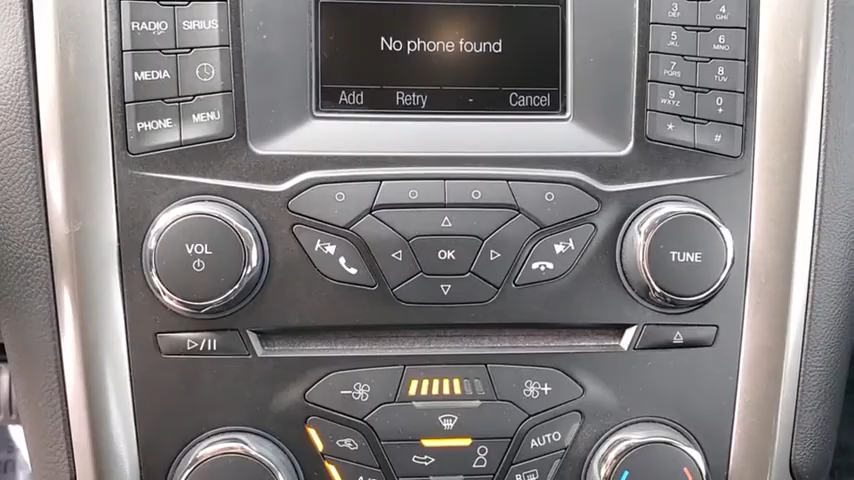 RADIO SIRIUS
MEDIA
PHONE MENU
No phone found
Add Retry - Cancel
3 DEF 4 GHI
5 JKL 6 MNO
7 PQRS 8 TUV
9 WXYZ 0 +
* #
VOL
OK
TUNE
AUTO
R